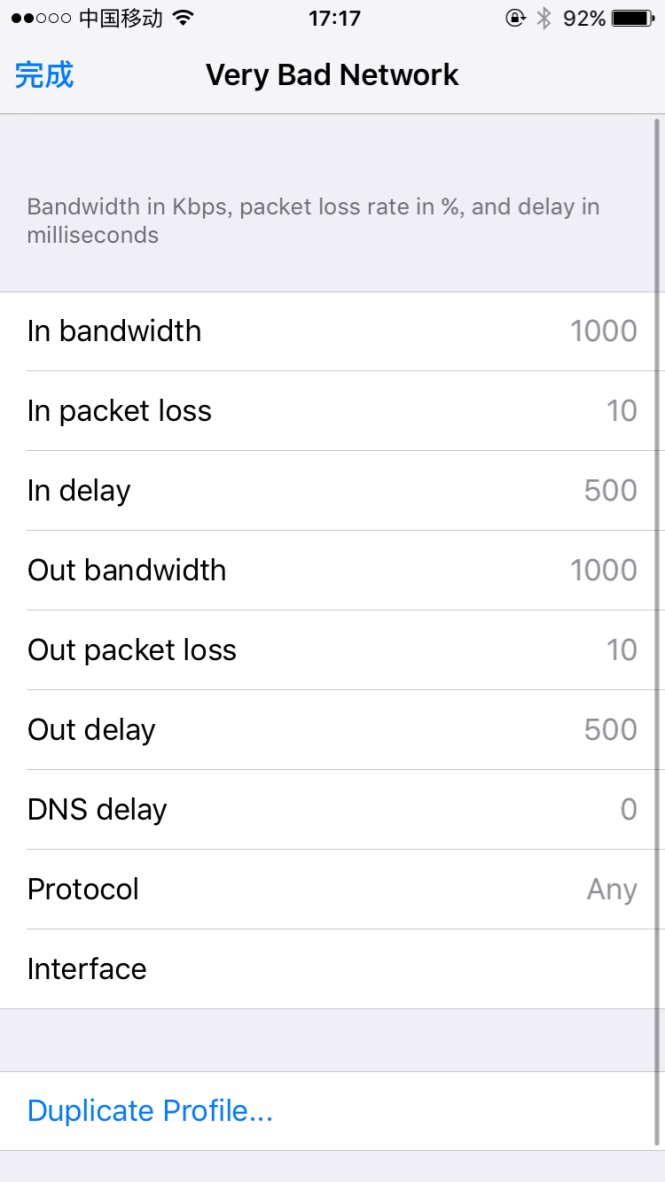 中国移动 17:17 92%
完成 Very Bad Network
Bandwidth in Kbps, packet loss rate in %, and delay in
milliseconds
In bandwidth 1000
In packet loss 10
In delay 500
Out bandwidth 1000
Out packet loss 10
Out delay 500
DNS delay 0
Protocol Any
Interface
Duplicate Profile...